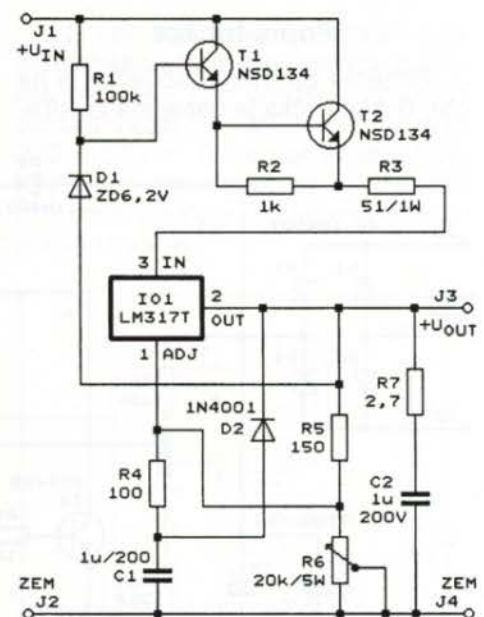 J1
+UIN
R1
100k
T1
NSD134
T2
NSD134
D1
ZD6,2V
R2
1k
R3
51/1W
3 IN
IO1
LM317T
2
OUT
1 ADJ
J3
+UOUT
1N4001
D2
R5
150
R7
2,7
R4
100
C2
1u
200V
1u/200
C1
R6
20k/5W
ZEM
J2
ZEM
J4